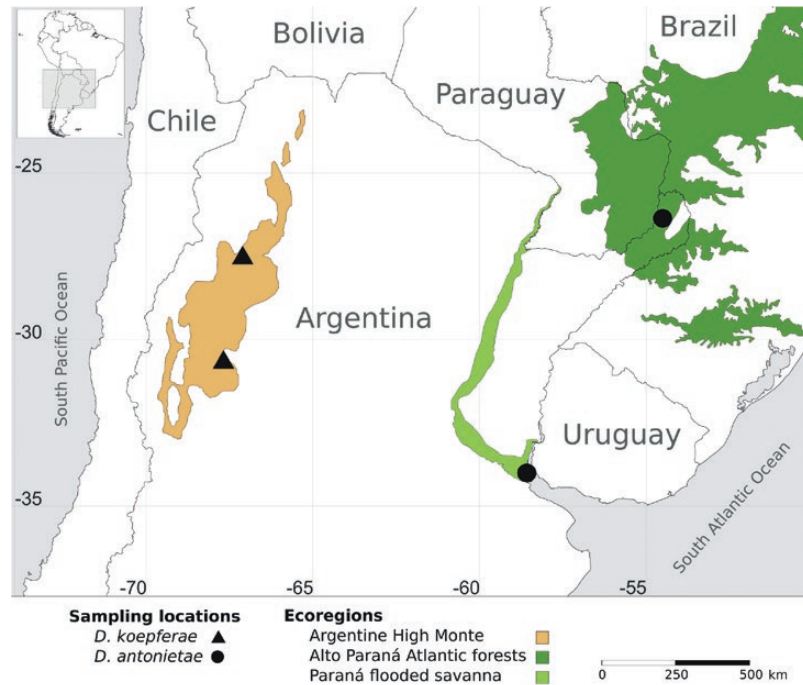 Bolivia
Brazil
Paraguay
Chile
-25
Argentina
-30
South Pacific Ocean
Uruguay
-35
South Atlantic Ocean
-70
-65
-60
-55
Sampling locations
D. koepferae
D. antonietae
Ecoregions
Argentine High Monte
Alto Paraná Atlantic forests
Paraná flooded savanna
0 250 500 km